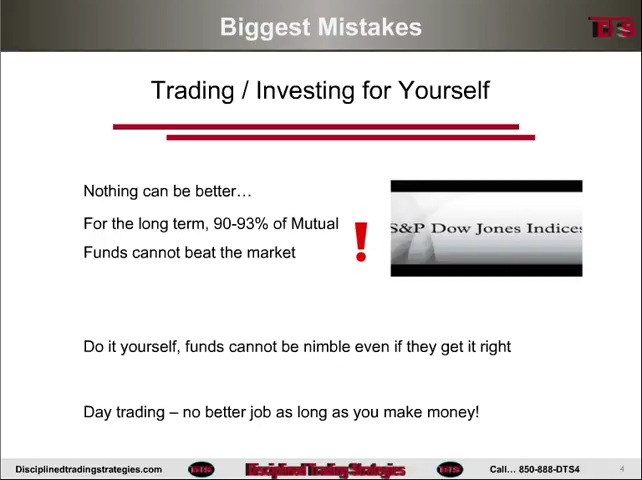 Biggest Mistakes
DTS
Trading / Investing for Yourself
Nothing can be better…
For the long term, 90-93% of Mutual
Funds cannot beat the market
!
S&P Dow Jones Indices
Do it yourself, funds cannot be nimble even if they get it right
Day trading – no better job as long as you make money!
Disciplinedtradingstrategies.com
DTS
Disciplined Trading Strategies
DTS
Call… 850-888-DTS4
4